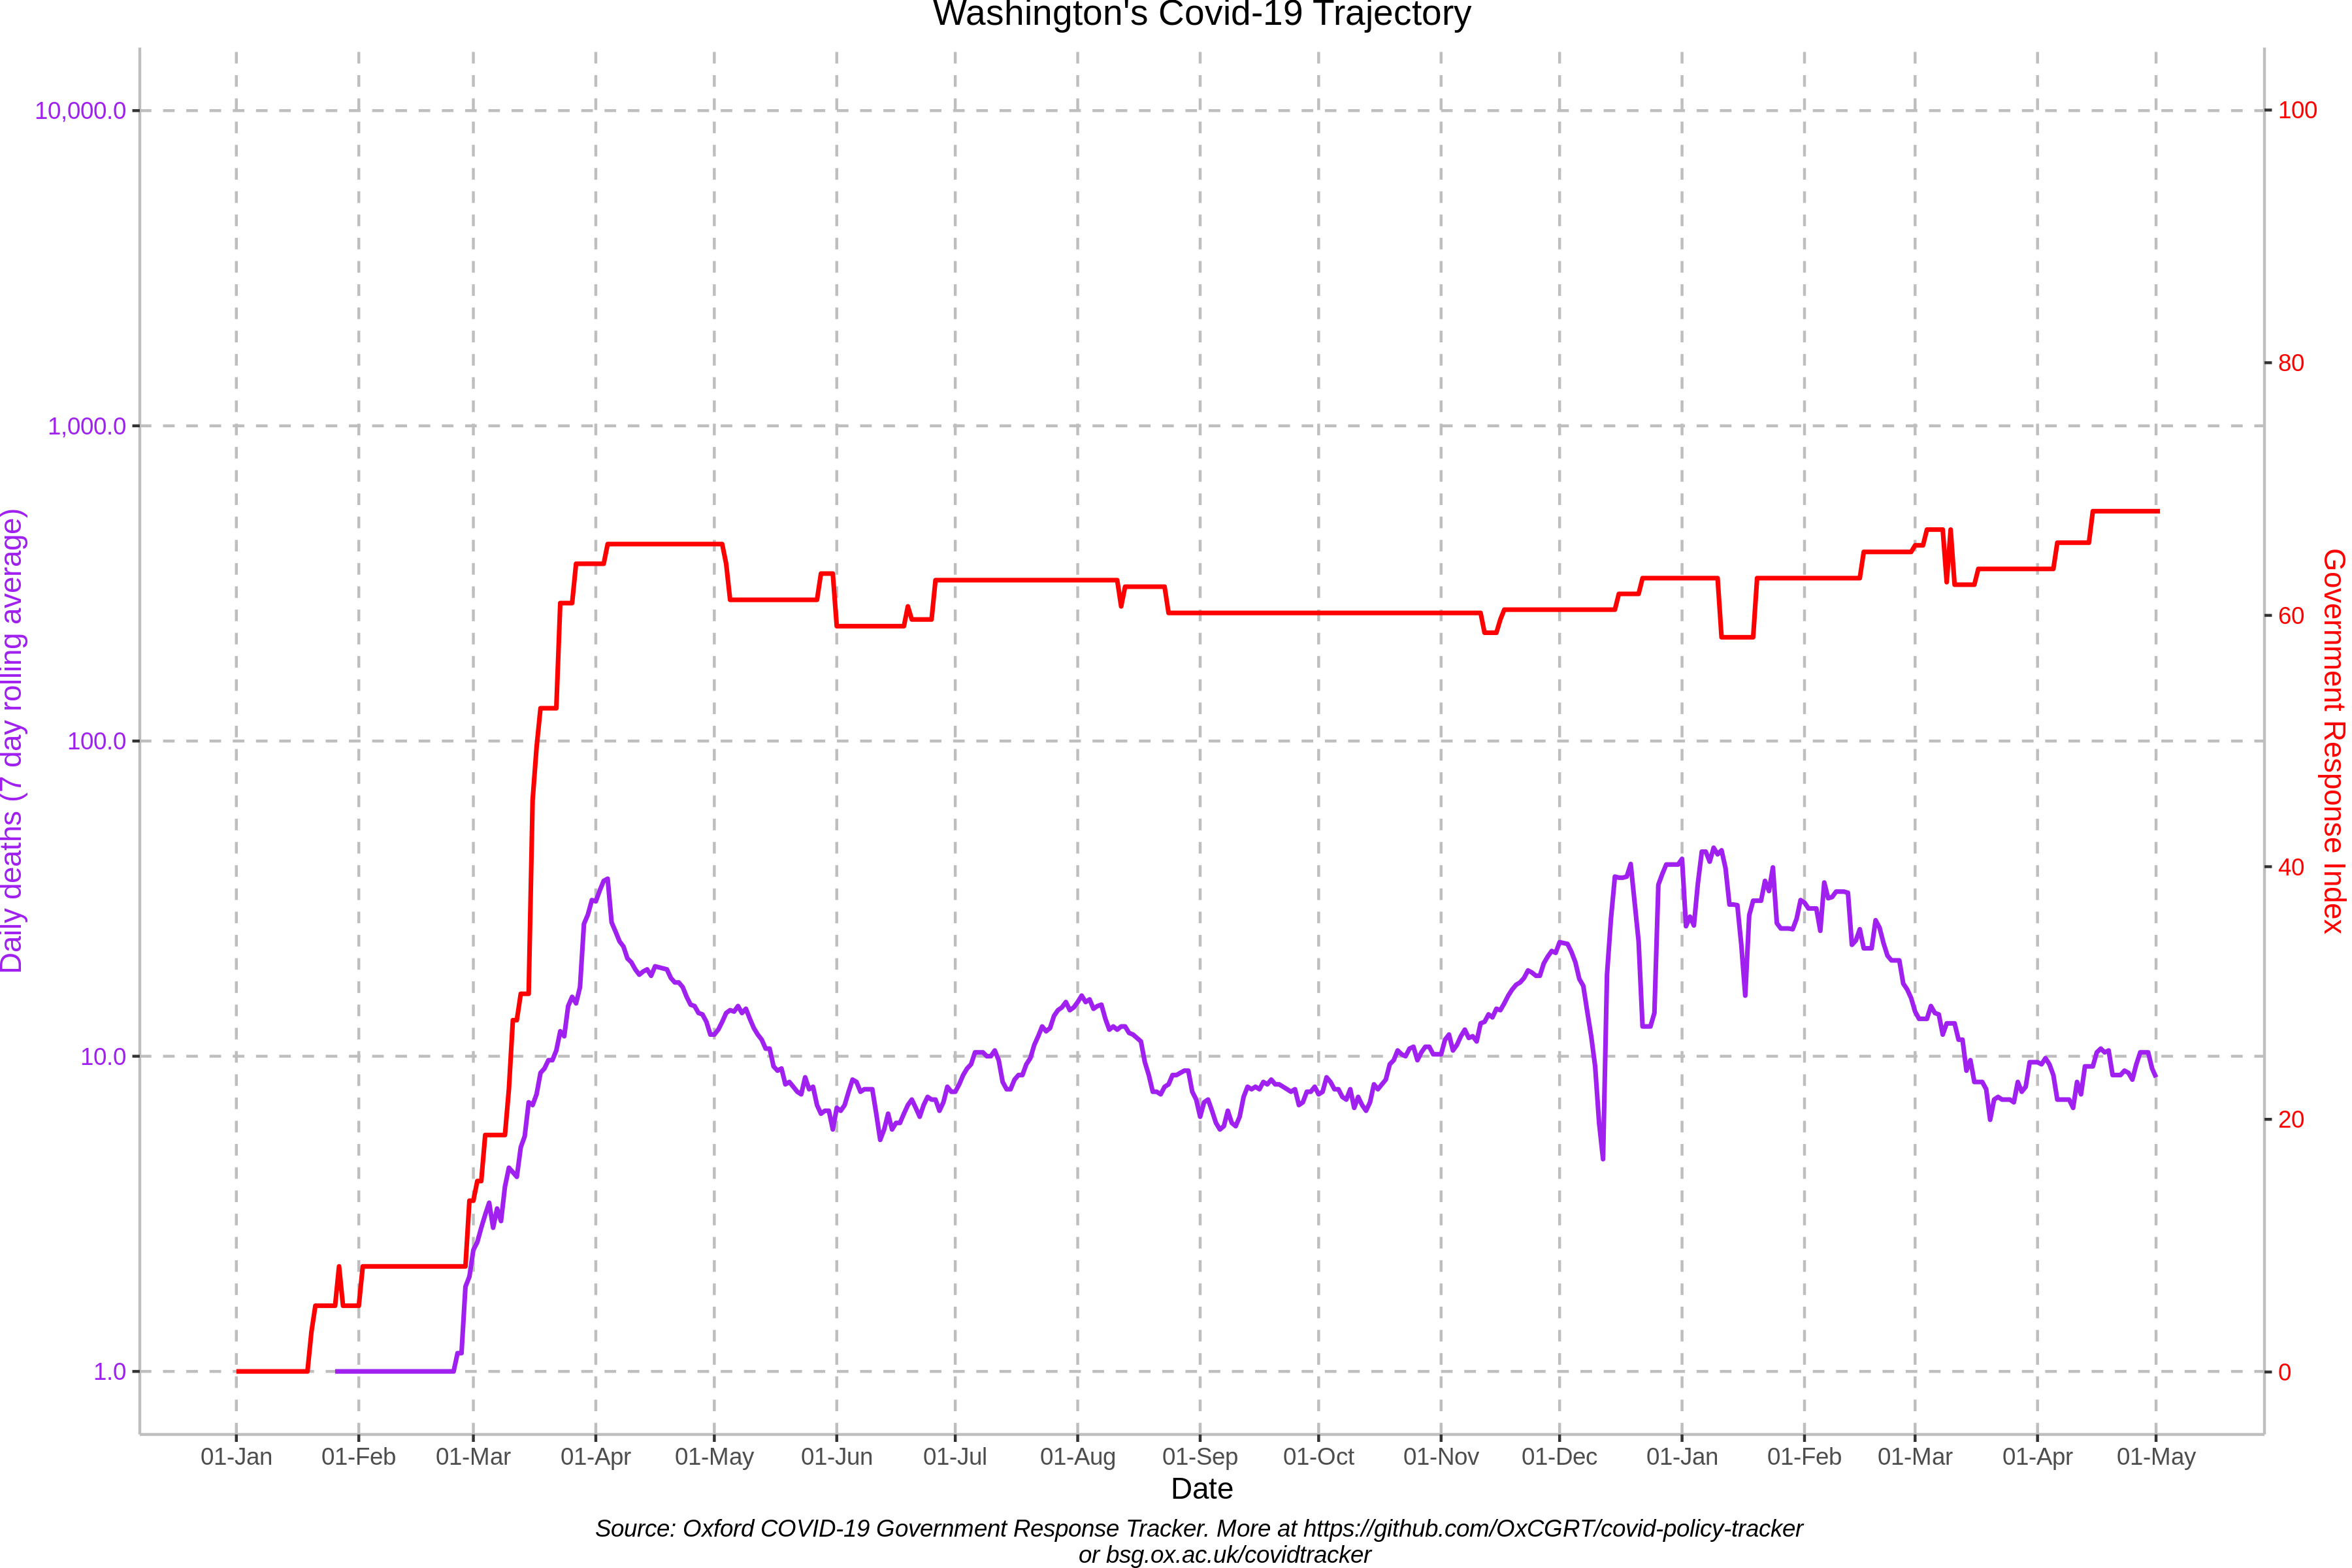 Washington's Covid-19 Trajectory
10,000.0
1,000.0
100.0
10.0
1.0
Daily deaths (7 day rolling average)
100
80
60
40
20
0
Government Response Index
01-Jan 01-Feb 01-Mar 01-Apr 01-May 01-Jun 01-Jul 01-Aug 01-Sep 01-Oct 01-Nov 01-Dec 01-Jan 01-Feb 01-Mar 01-Apr 01-May
Date
Source: Oxford COVID-19 Government Response Tracker. More at https://github.com/OxCGRT/covid-policy-tracker
or bsg.ox.ac.uk/covidtracker